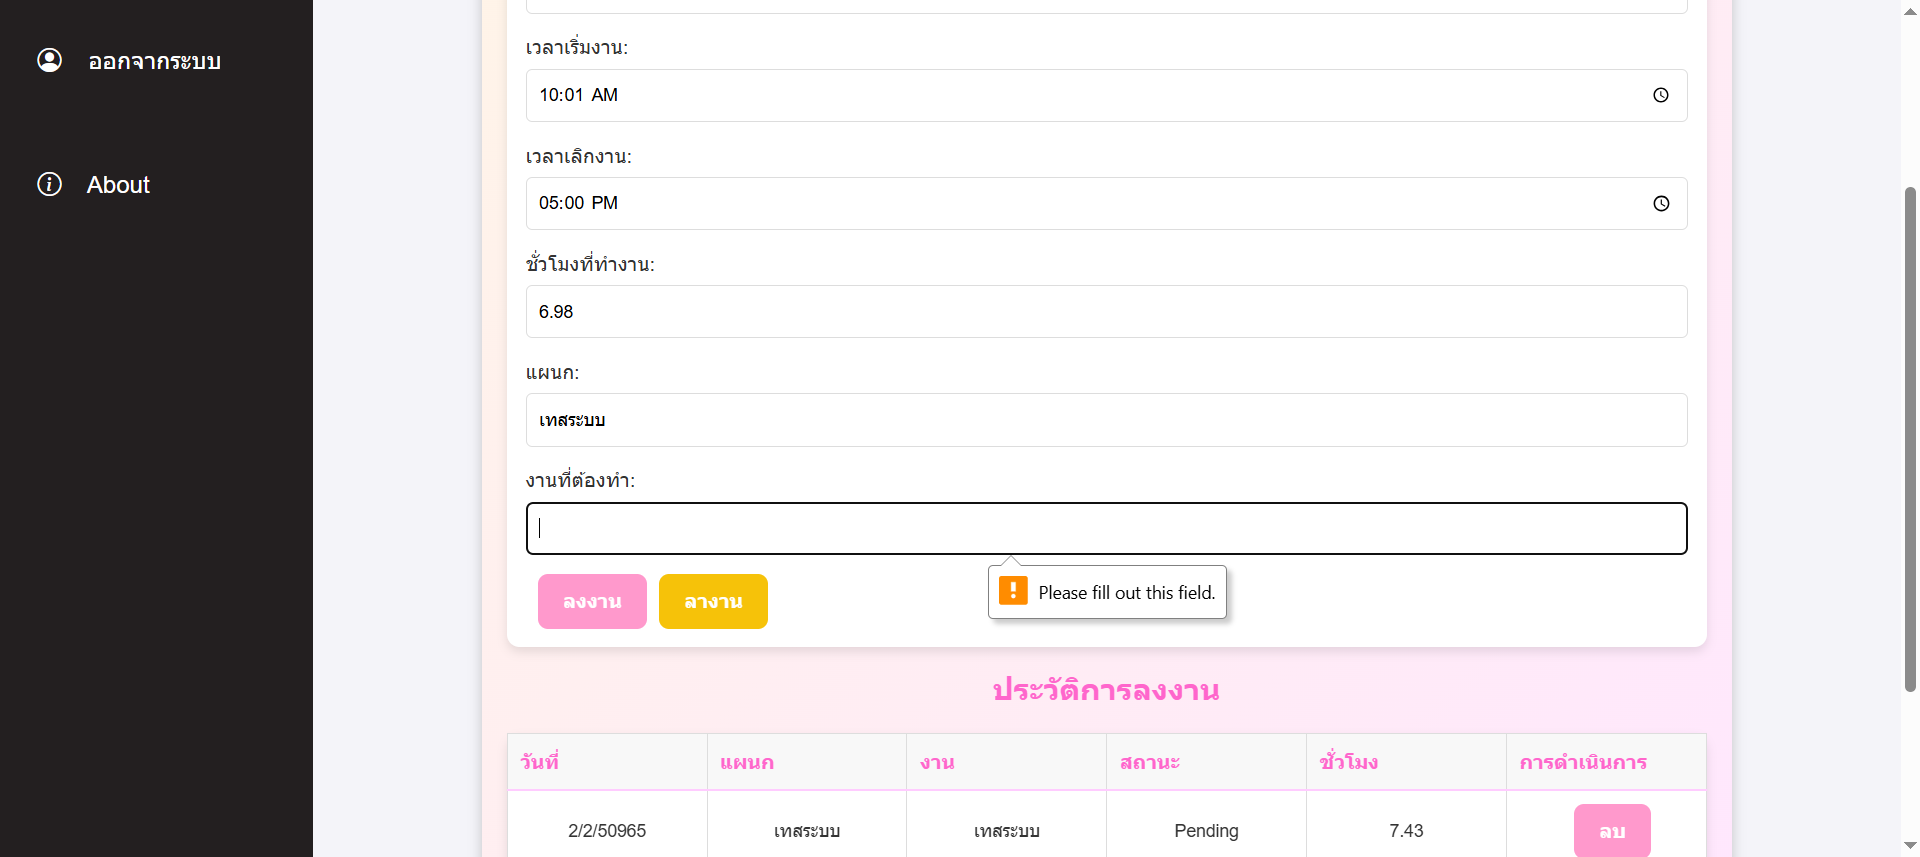 ออกจากระบบ
About
เวลาเริ่มงาน:
10:01 AM
เวลาเลิกงาน:
05:00 PM
ชั่วโมงที่ทำงาน:
6.98
แผนก:
เทสระบบ
งานที่ต้องทำ:
Please fill out this field.
ลงงาน ลางาน
ประวัติการลงงาน
วันที่ แผนก งาน สถานะ ชั่วโมง การดำเนินการ
2/2/50965 เทสระบบ เทสระบบ Pending 7.43 ลบ